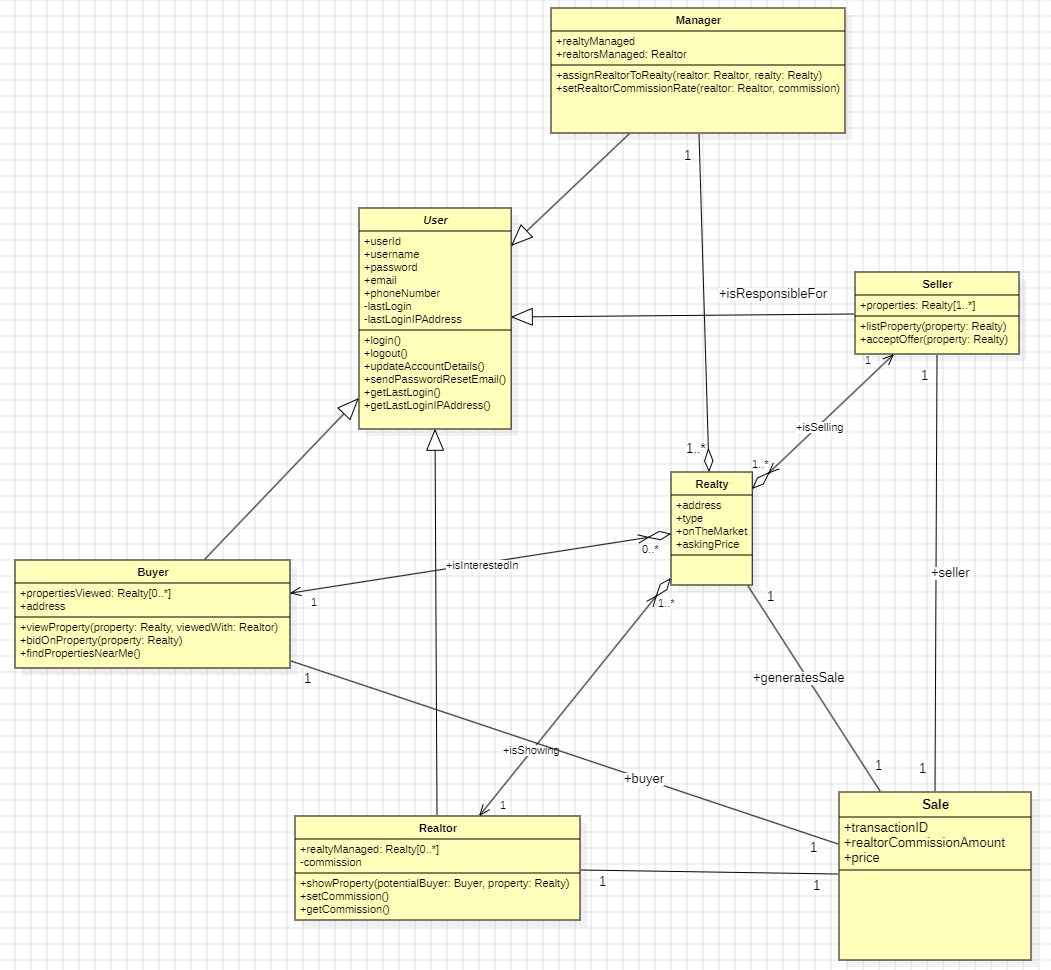 Manager
+realtyManaged
+realtorsManaged: Realtor
+assignRealtorToRealty(realtor: Realtor, realty: Realty)
+setRealtorCommissionRate(realtor: Realtor, commission)
1
User
+userId
+username
+password
+email
+phoneNumber
-lastLogin
-lastLoginIPAddress
+login()
+logout()
+updateAccountDetails()
+sendPasswordResetEmail()
+getLastLogin()
+getLastLoginIPAddress()
+isResponsibleFor
Seller
+properties: Realty[1..*]
+listProperty(property: Realty)
+acceptOffer(property: Realty)
1
1
+isSelling
1..*
1..*
Realty
+address
+type
+onTheMarket
+askingPrice
0..*
+isInterestedIn
1
1..*
1
+seller
Buyer
+propertiesViewed: Realty[0..*]
+address
+viewProperty(property: Realty, viewedWith: Realtor)
+bidOnProperty(property: Realty)
+findPropertiesNearMe()
1
+generatesSale
+isShowing
+buyer
1
1
1
Realtor
+realtyManaged: Realty[0..*]
-commission
+showProperty(potentialBuyer: Buyer, property: Realty)
+setCommission()
+getCommission()
1
1
1
Sale
+transactionID
+realtorCommissionAmount
+price